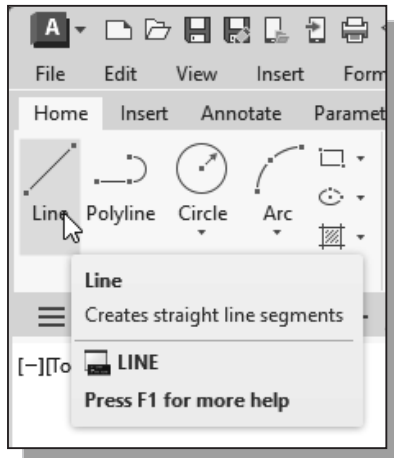 A
File Edit View Insert Form
Home Insert Annotate Paramet
Line Polyline Circle Arc
Line
Creates straight line segments
[−][To
LINE
Press F1 for more help